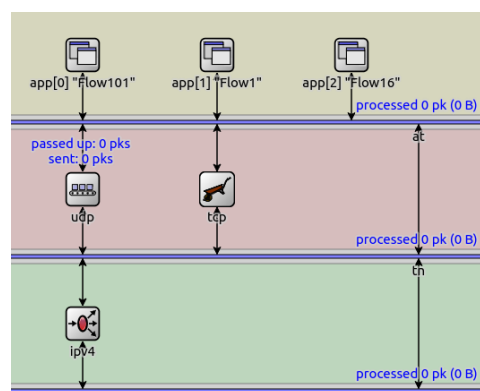 app[0] "Flow101"
app[1] "Flow1"
app[2] "Flow16"
processed 0 pk (0 B)
at
passed up: 0 pks
sent: 0 pks
udp
tcp
processed 0 pk (0 B)
tn
ipv4
processed 0 pk (0 B)